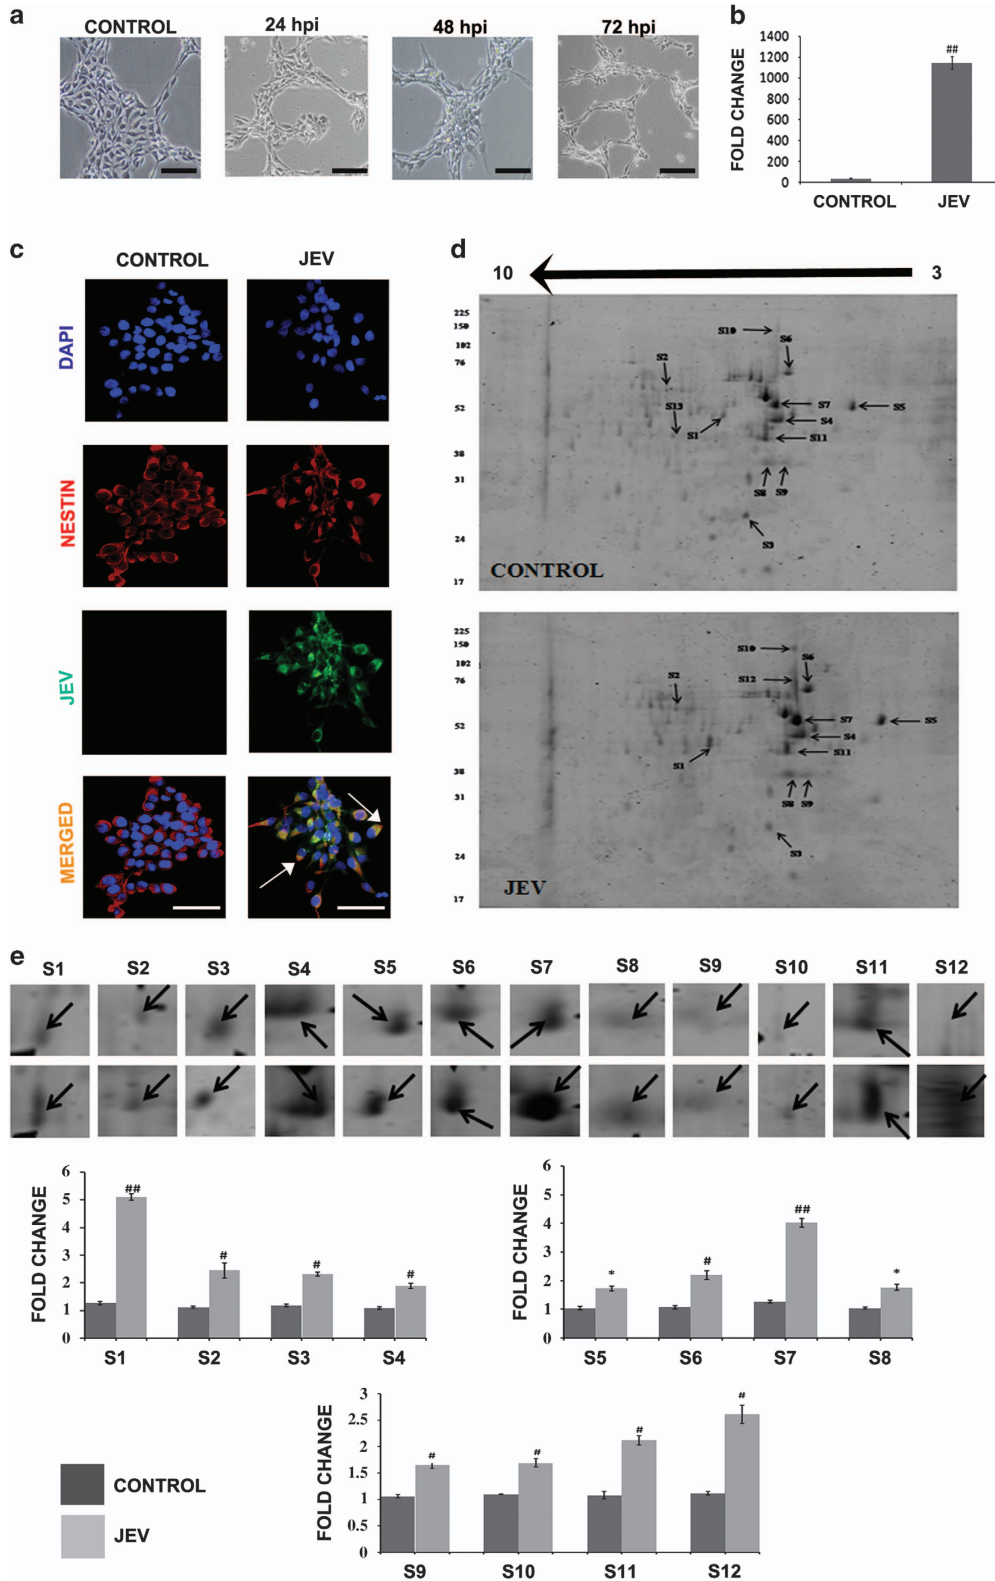 a
CONTROL 24 hpi 48 hpi 72 hpi
b
FOLD CHANGE
1400
1200
1000
800
600
400
200
0
##
CONTROL JEV
c
CONTROL JEV
DAPI
NESTIN
JEV
MERGED
d
10 3
225
150
102
76
52
38
31
24
17
S10
S6
S2
S7
S5
S13
S1
S4
S11
S8 S9
S3
CONTROL
225
150
102
76
52
38
31
24
17
S10
S6
S12
S2
S7
S5
S4
S1
S11
S8 S9
S3
JEV
e
S1 S2 S3 S4 S5 S6 S7 S8 S9 S10 S11 S12
FOLD CHANGE
6
5
4
3
2
1
0
##
#
#
#
S1 S2 S3 S4
FOLD CHANGE
6
5
4
3
2
1
0
*
#
##
*
S5 S6 S7 S8
FOLD CHANGE
3
2.5
2
1.5
1
0.5
0
#
#
#
#
S9 S10 S11 S12
CONTROL
JEV